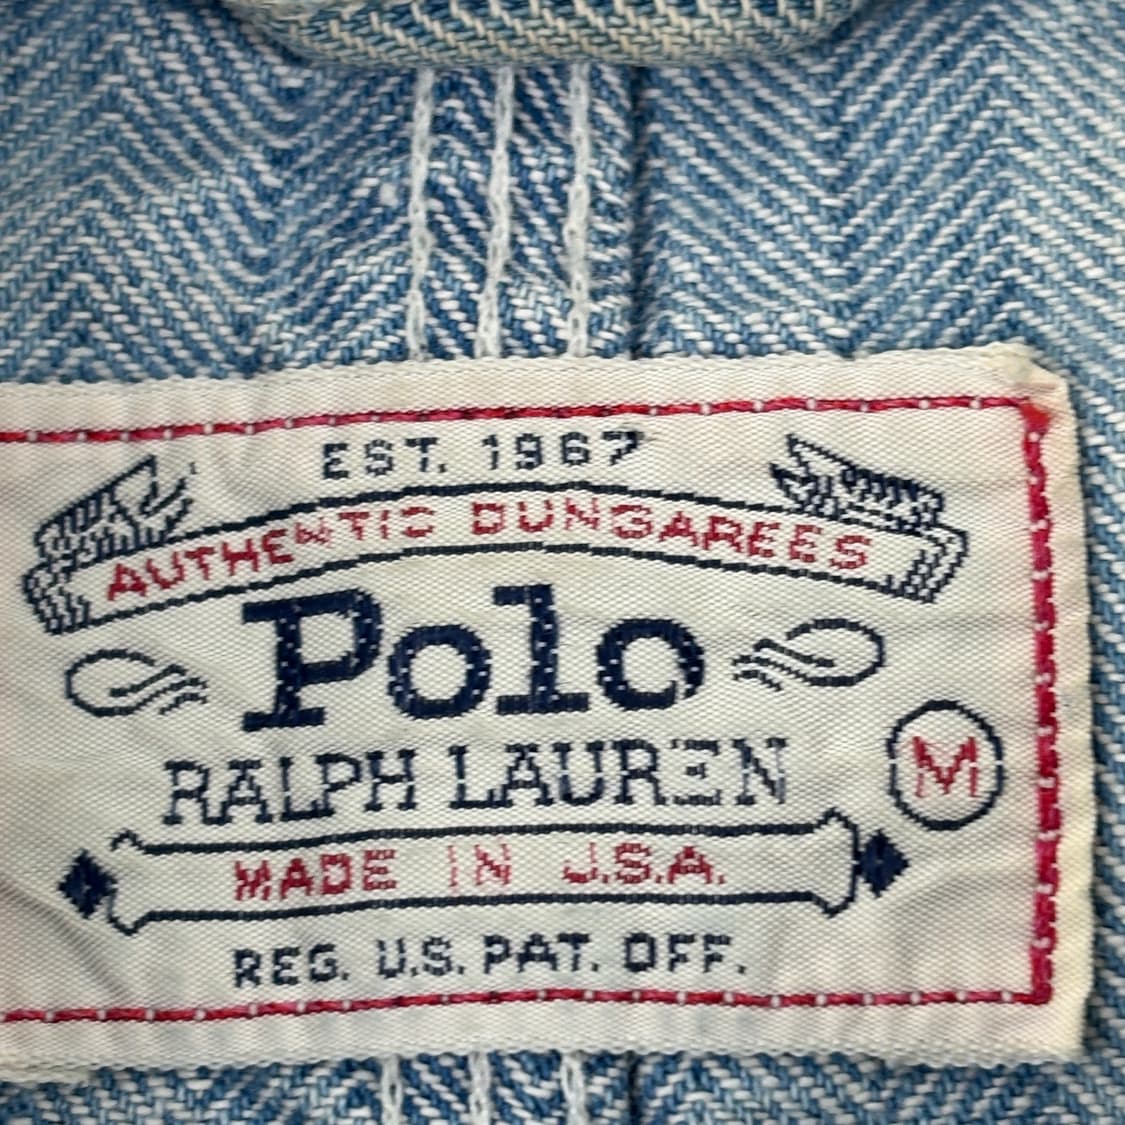 EST. 1967
AUTHENTIC DUNGAREES
Polo
RALPH LAUREN
M
MADE IN U.S.A.
REG. U.S. PAT. OFF.